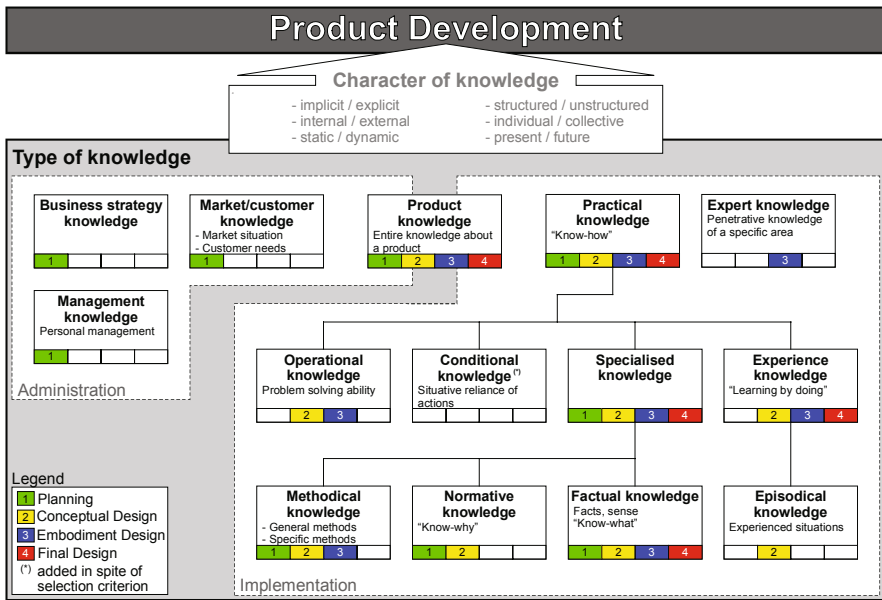 Product Development
Character of knowledge
- implicit / explicit
- internal / external
- static / dynamic
- structured / unstructured
- individual / collective
- present / future
Type of knowledge
Business strategy
knowledge
1
Market/customer
knowledge
- Market situation
- Customer needs
1
Product
knowledge
Entire knowledge about
a product
1 2 3 4
Practical
knowledge
"Know-how"
1 2 3 4
Expert knowledge
Penetrative knowledge
of a specific area
3
Management
knowledge
Personal management
1
Administration
Operational
knowledge
Problem solving ability
2 3
Conditional
knowledge(*)
Situative reliance of
actions
Specialised
knowledge
1 2 3 4
Experience
knowledge
"Learning by doing"
2 3 4
Methodical
knowledge
- General methods
- Specific methods
1 2 3
Normative
knowledge
"Know-why"
1 2
Factual knowledge
Facts, sense
"Know-what"
1 2 3 4
Episodical
knowledge
Experienced situations
2
Implementation
Legend
1 Planning
2 Conceptual Design
3 Embodiment Design
4 Final Design
(*) added in spite of
selection criterion